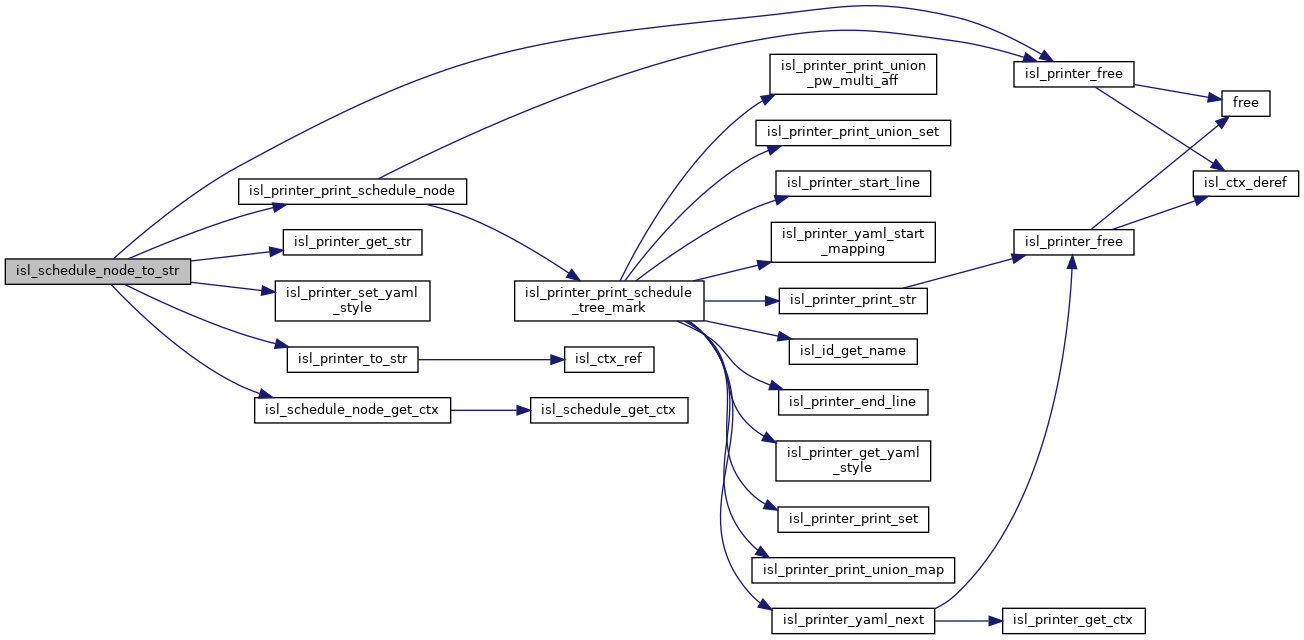 isl_schedule_node_to_str
isl_printer_print_schedule_node
isl_printer_get_str
isl_printer_set_yaml
_style
isl_printer_to_str
isl_schedule_node_get_ctx
isl_printer_print_schedule
_tree_mark
isl_ctx_ref
isl_schedule_get_ctx
isl_printer_print_union
_pw_multi_aff
isl_printer_print_union_set
isl_printer_start_line
isl_printer_yaml_start
_mapping
isl_printer_print_str
isl_id_get_name
isl_printer_end_line
isl_printer_get_yaml
_style
isl_printer_print_set
isl_printer_print_union_map
isl_printer_yaml_next
isl_printer_free
isl_printer_free
isl_printer_get_ctx
free
isl_ctx_deref